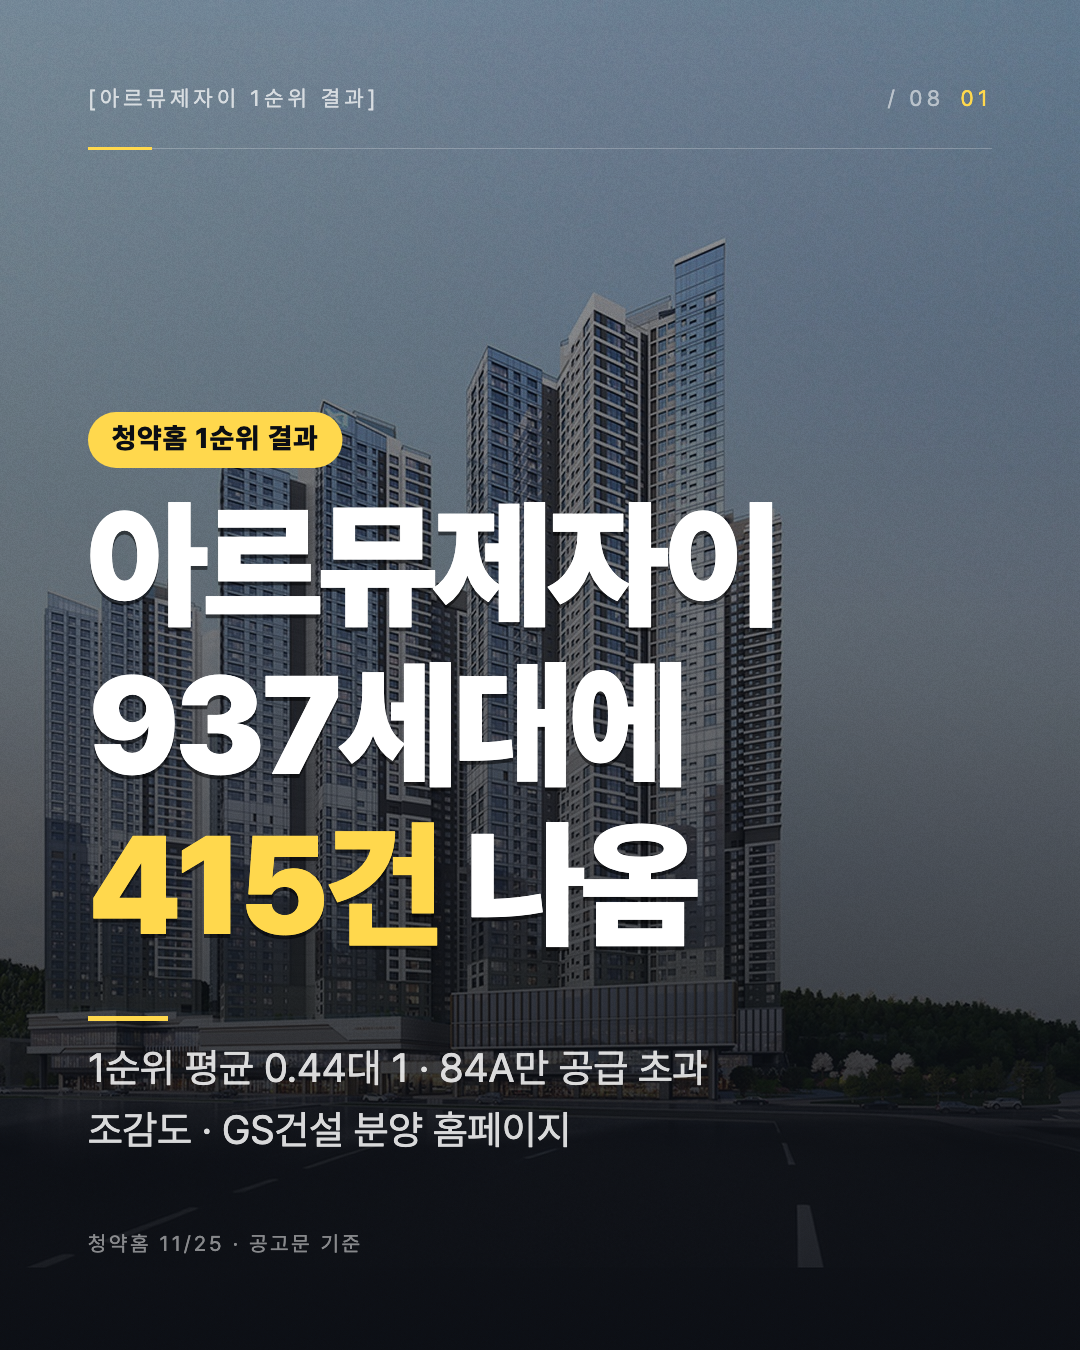 [아르뮤제자이 1순위 결과]
/ 08 01
청약홈 1순위 결과
아르뮤제자이
937세대에
415건 나옴
1순위 평균 0.44대 1 · 84A만 공급 초과
조감도 · GS건설 분양 홈페이지
청약홈 11/25 · 공고문 기준